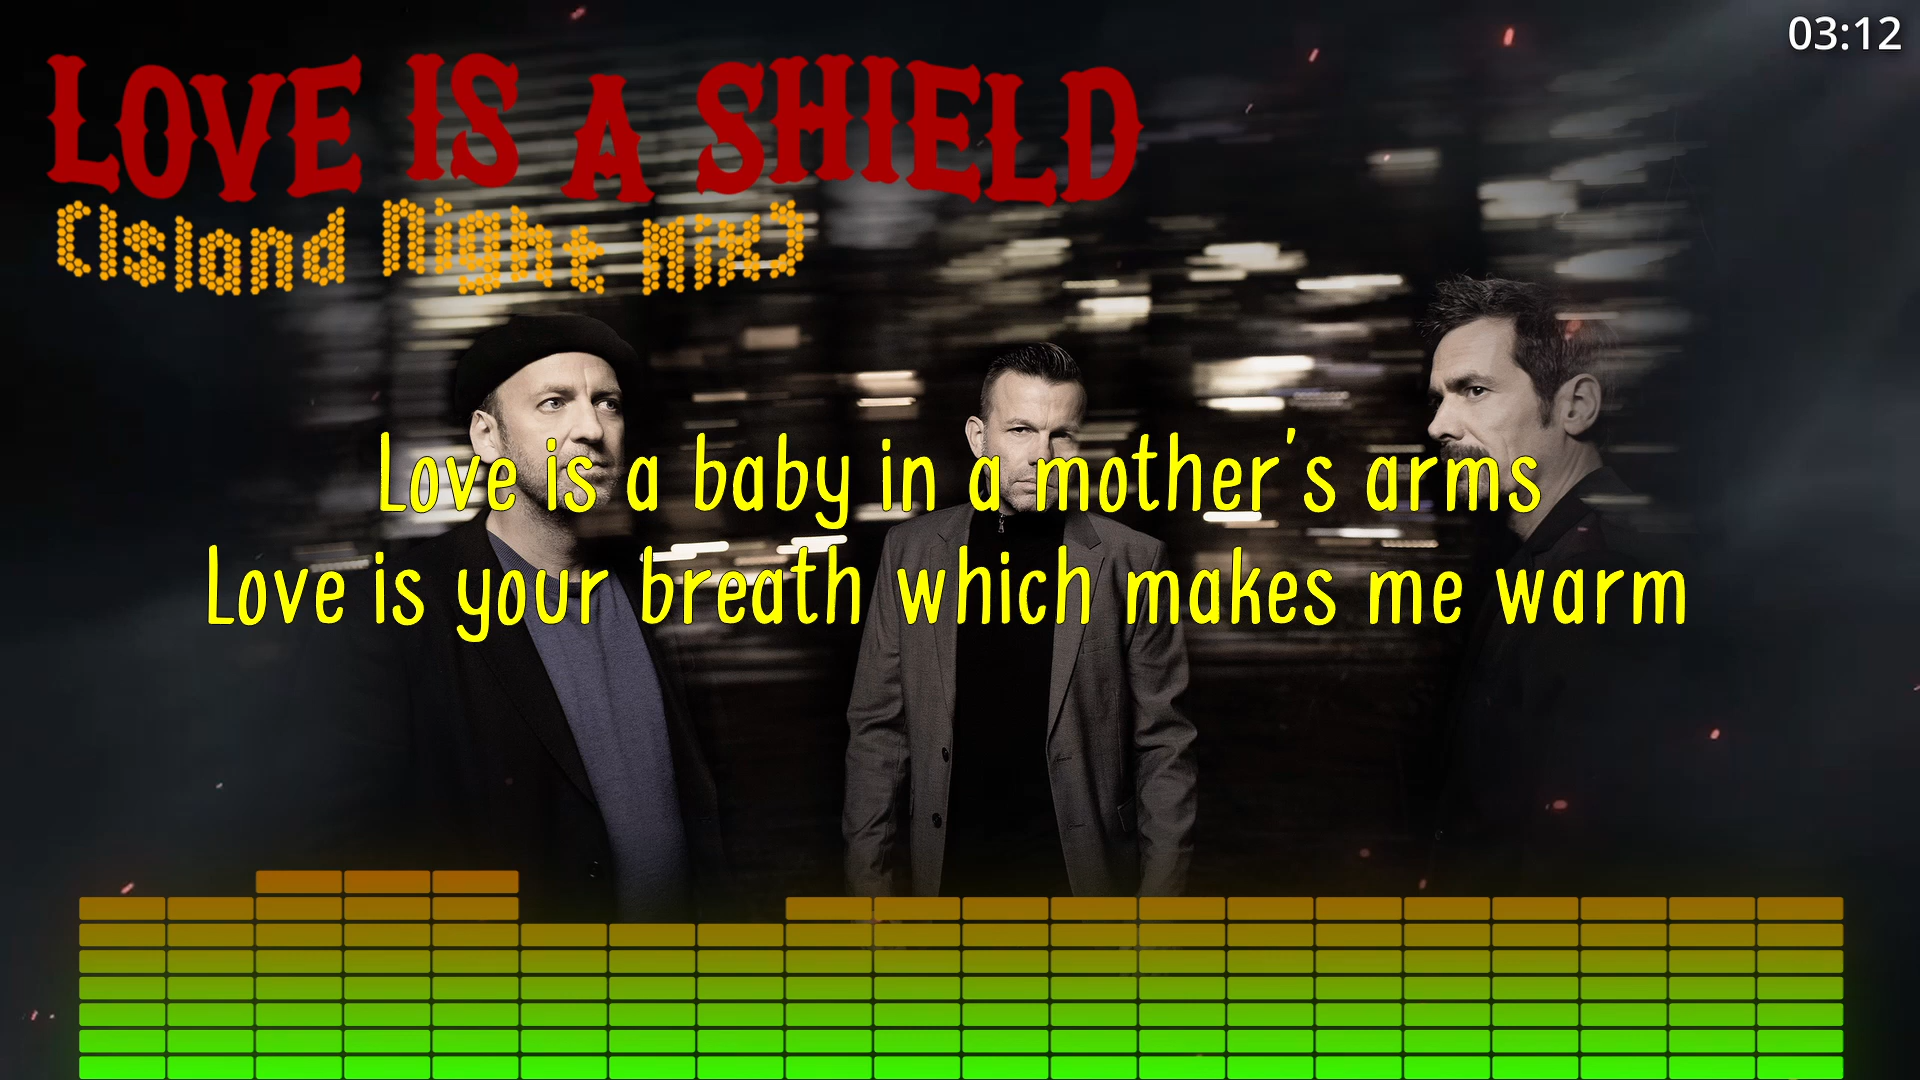 03:12
LOVE IS A SHIELD
(Island Night Mix)
Love is a baby in a mother's arms
Love is your breath which makes me warm